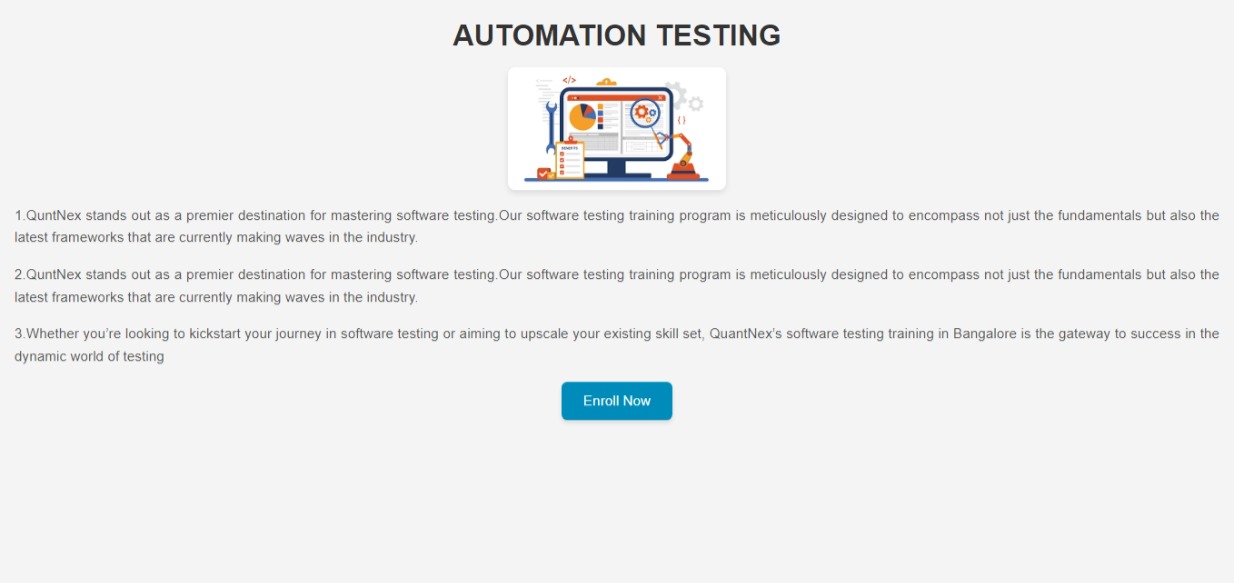 AUTOMATION TESTING
</>
{}
BENEFITS
1.QuntNex stands out as a premier destination for mastering software testing.Our software testing training program is meticulously designed to encompass not just the fundamentals but also the
latest frameworks that are currently making waves in the industry.
2.QuntNex stands out as a premier destination for mastering software testing.Our software testing training program is meticulously designed to encompass not just the fundamentals but also the
latest frameworks that are currently making waves in the industry.
3.Whether you’re looking to kickstart your journey in software testing or aiming to upscale your existing skill set, QuantNex’s software testing training in Bangalore is the gateway to success in the
dynamic world of testing
Enroll Now